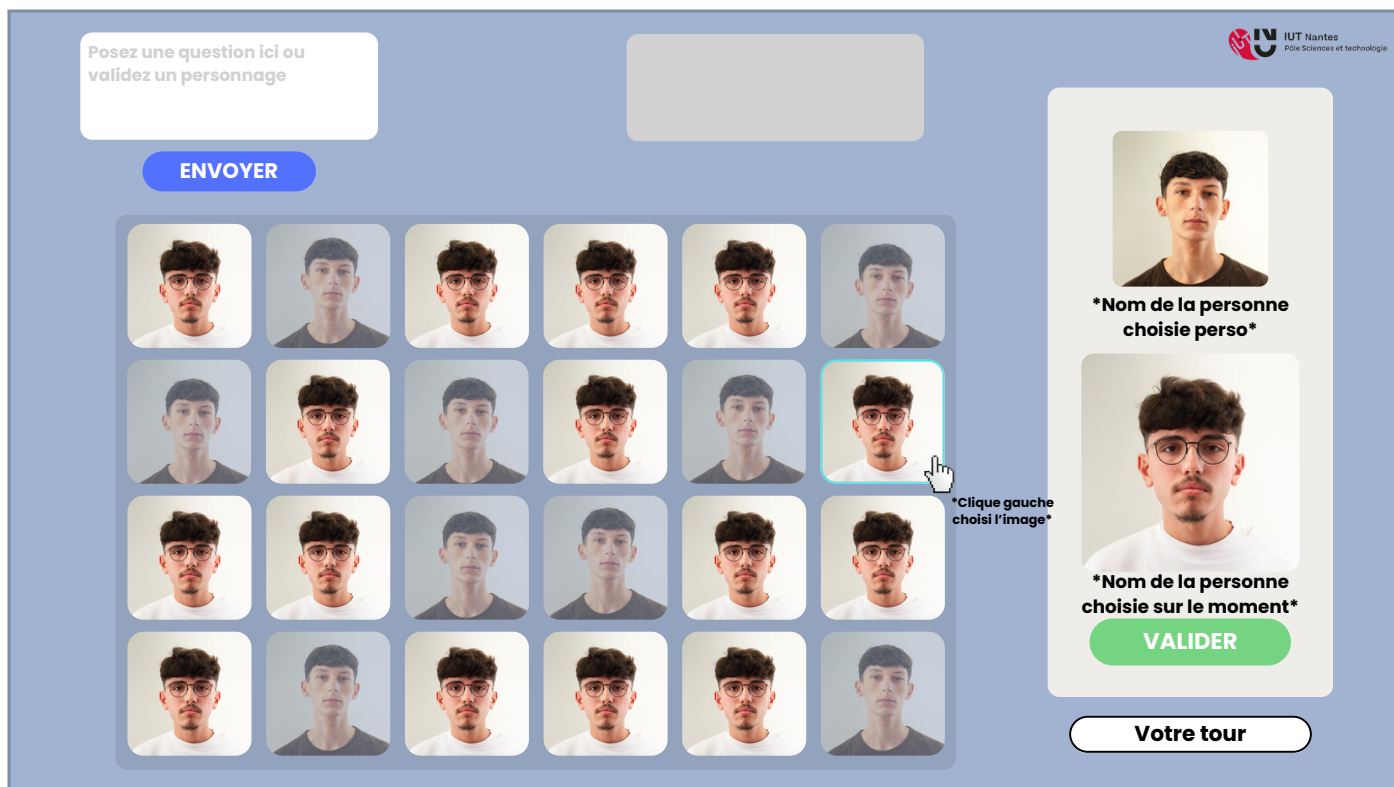 Posez une question ici ou
validez un personnage
ENVOYER
IUT Nantes
Pôle Sciences et technologie
*Nom de la personne
choisie perso*
*Clique gauche
choisi l'image*
*Nom de la personne
choisie sur le moment*
VALIDER
Votre tour